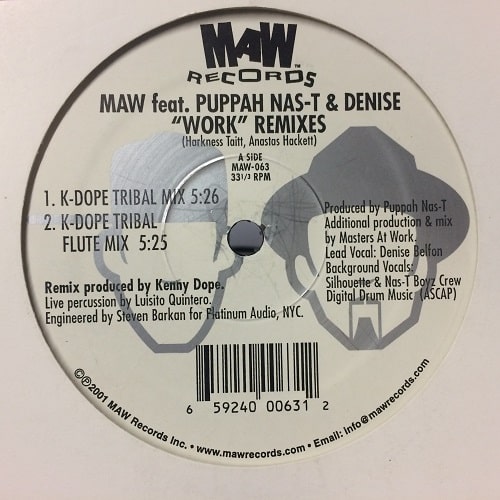 MAW™
RECORDS
MAW feat. PUPPAH NAS-T & DENISE
"WORK" REMIXES
(Harkness Taitt, Anastas Hackett)
A SIDE
MAW-063
33 1/3 RPM
1. K-DOPE TRIBAL MIX 5:26
2. K-DOPE TRIBAL
FLUTE MIX 5:25
Remix produced by Kenny Dope.
Live percussion by Luisito Quintero.
Engineered by Steven Barkan for Platinum Audio, NYC.
Produced by Puppah Nas-T
Additional production & mix
by Masters At Work.
Lead Vocal: Denise Belfon
Background Vocals:
Silhouette & Nas-T Boyz Crew
Digital Drum Music (ASCAP)
6 59240 00631 2
©℗2001 MAW Records Inc. • www.mawrecords.com • Email: info@mawrecords.com